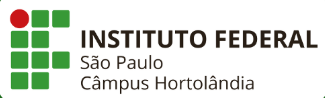 INSTITUTO FEDERAL
São Paulo
Câmpus Hortolândia